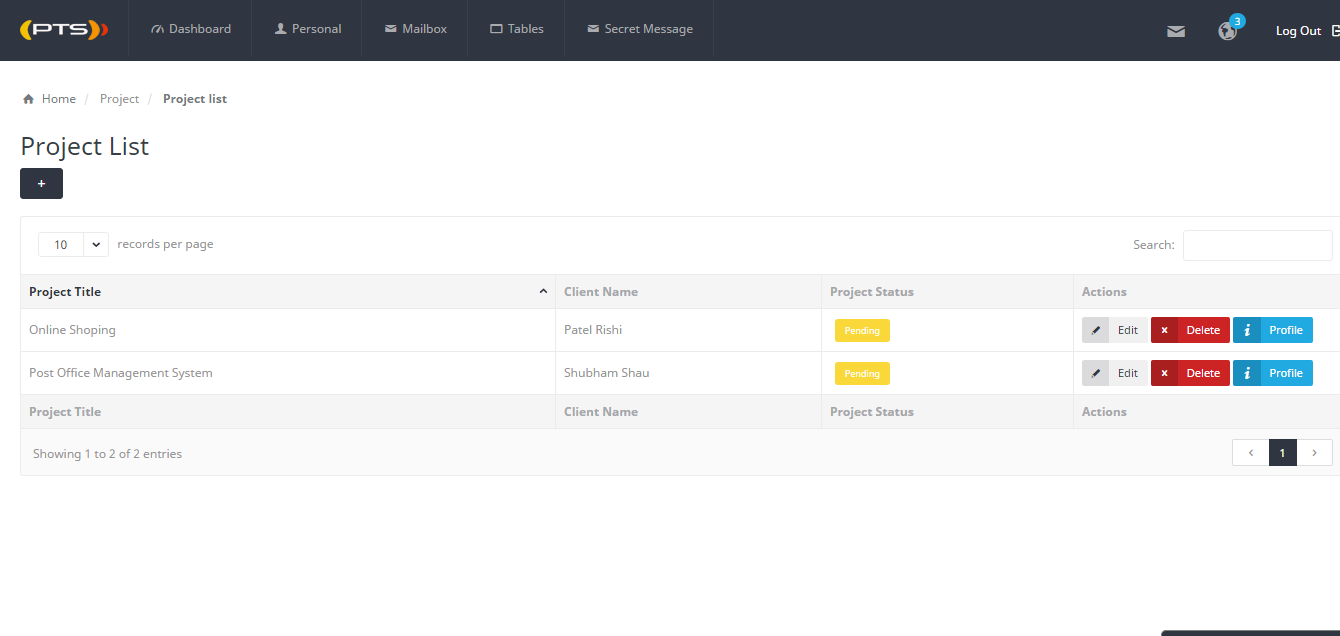 PTS Dashboard Personal Mailbox Tables Secret Message 3 Log Out
Home / Project / Project list
Project List
+
10 records per page Search:
Project Title Client Name Project Status Actions
Online Shoping Patel Rishi Pending Edit x Delete i Profile
Post Office Management System Shubham Shau Pending Edit x Delete i Profile
Project Title Client Name Project Status Actions
Showing 1 to 2 of 2 entries ‹ 1 ›